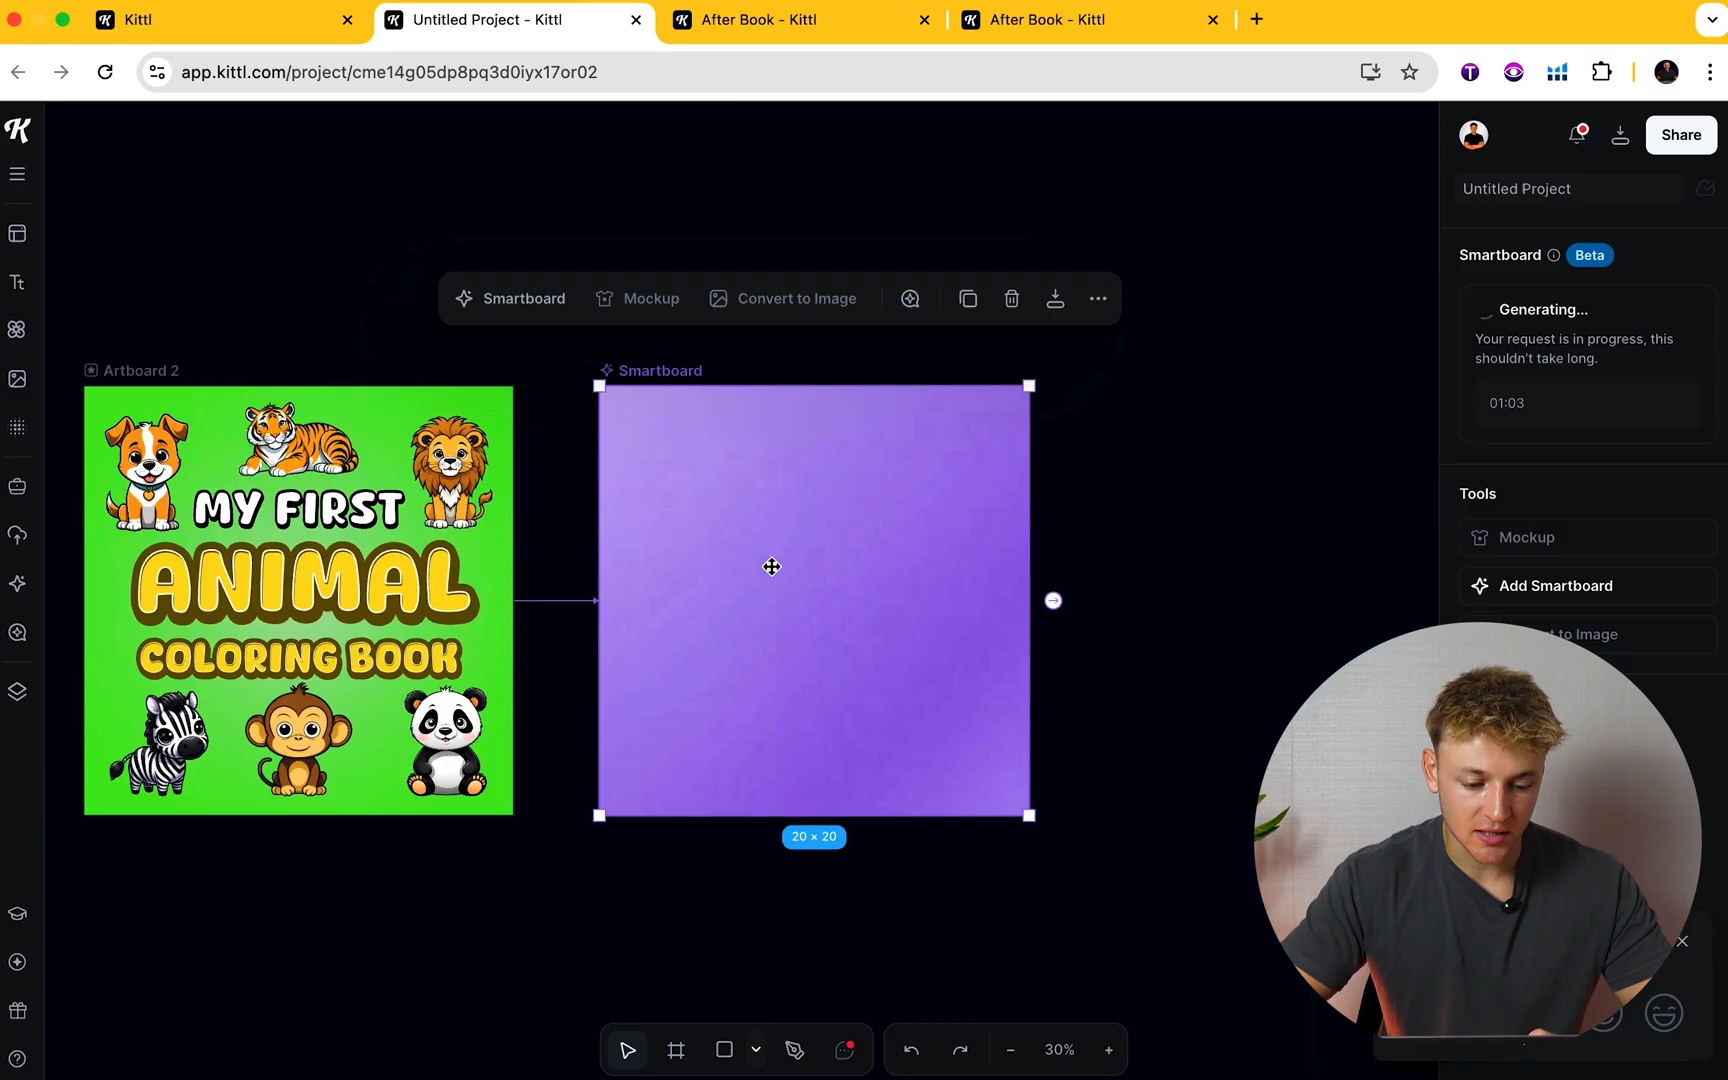 Kittl
Untitled Project - Kittl
After Book - Kittl
After Book - Kittl
app.kittl.com/project/cme14g05dp8pq3d0iyx17or02
Share
Untitled Project
Smartboard
Beta
Generating...
Your request is in progress, this
shouldn't take long.
01:03
Tools
Mockup
Add Smartboard
to Image
Smartboard
Mockup
Convert to Image
Artboard 2
Smartboard
MY FIRST
ANIMAL
COLORING BOOK
20 × 20
30%